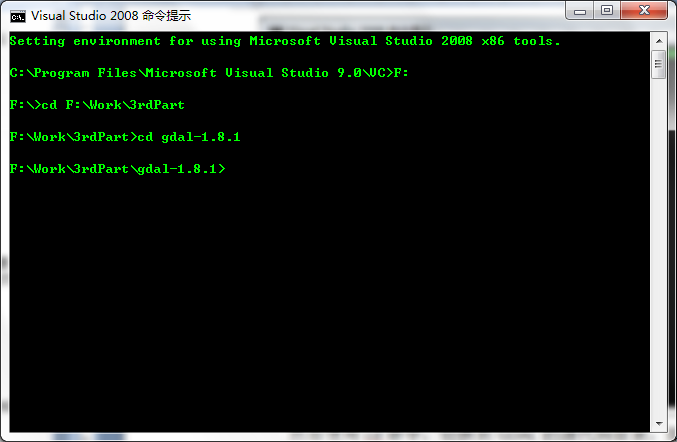 Visual Studio 2008 命令提示
Setting environment for using Microsoft Visual Studio 2008 x86 tools.
C:\Program Files\Microsoft Visual Studio 9.0\VC>F:
F:\>cd F:\Work\3rdPart
F:\Work\3rdPart>cd gdal-1.8.1
F:\Work\3rdPart\gdal-1.8.1>